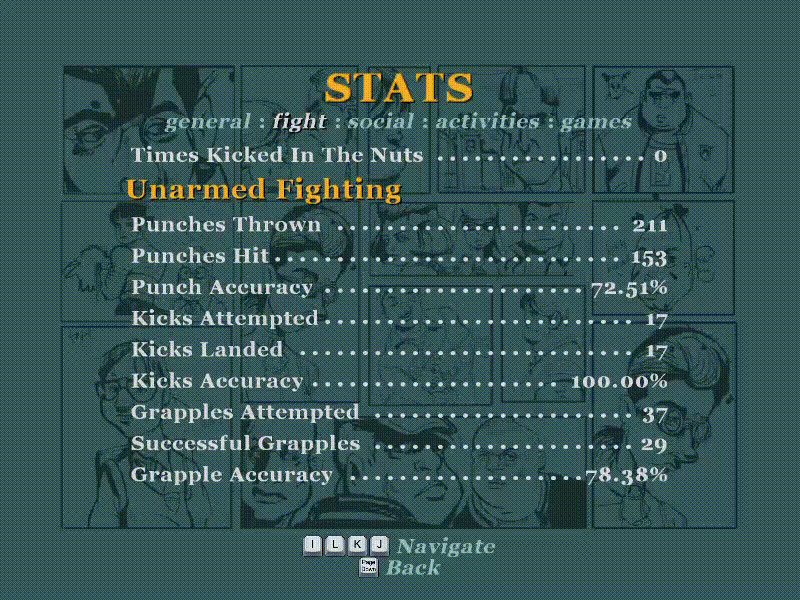 STATS
general : fight : social : activities : games
Times Kicked In The Nuts ................. 0
Unarmed Fighting
Punches Thrown ....................... 211
Punches Hit............................ 153
Punch Accuracy ..................... 72.51%
Kicks Attempted......................... 17
Kicks Landed ........................... 17
Kicks Accuracy .................... 100.00%
Grapples Attempted ..................... 37
Successful Grapples ..................... 29
Grapple Accuracy ...................78.38%
I L K J Navigate
Page Down Back